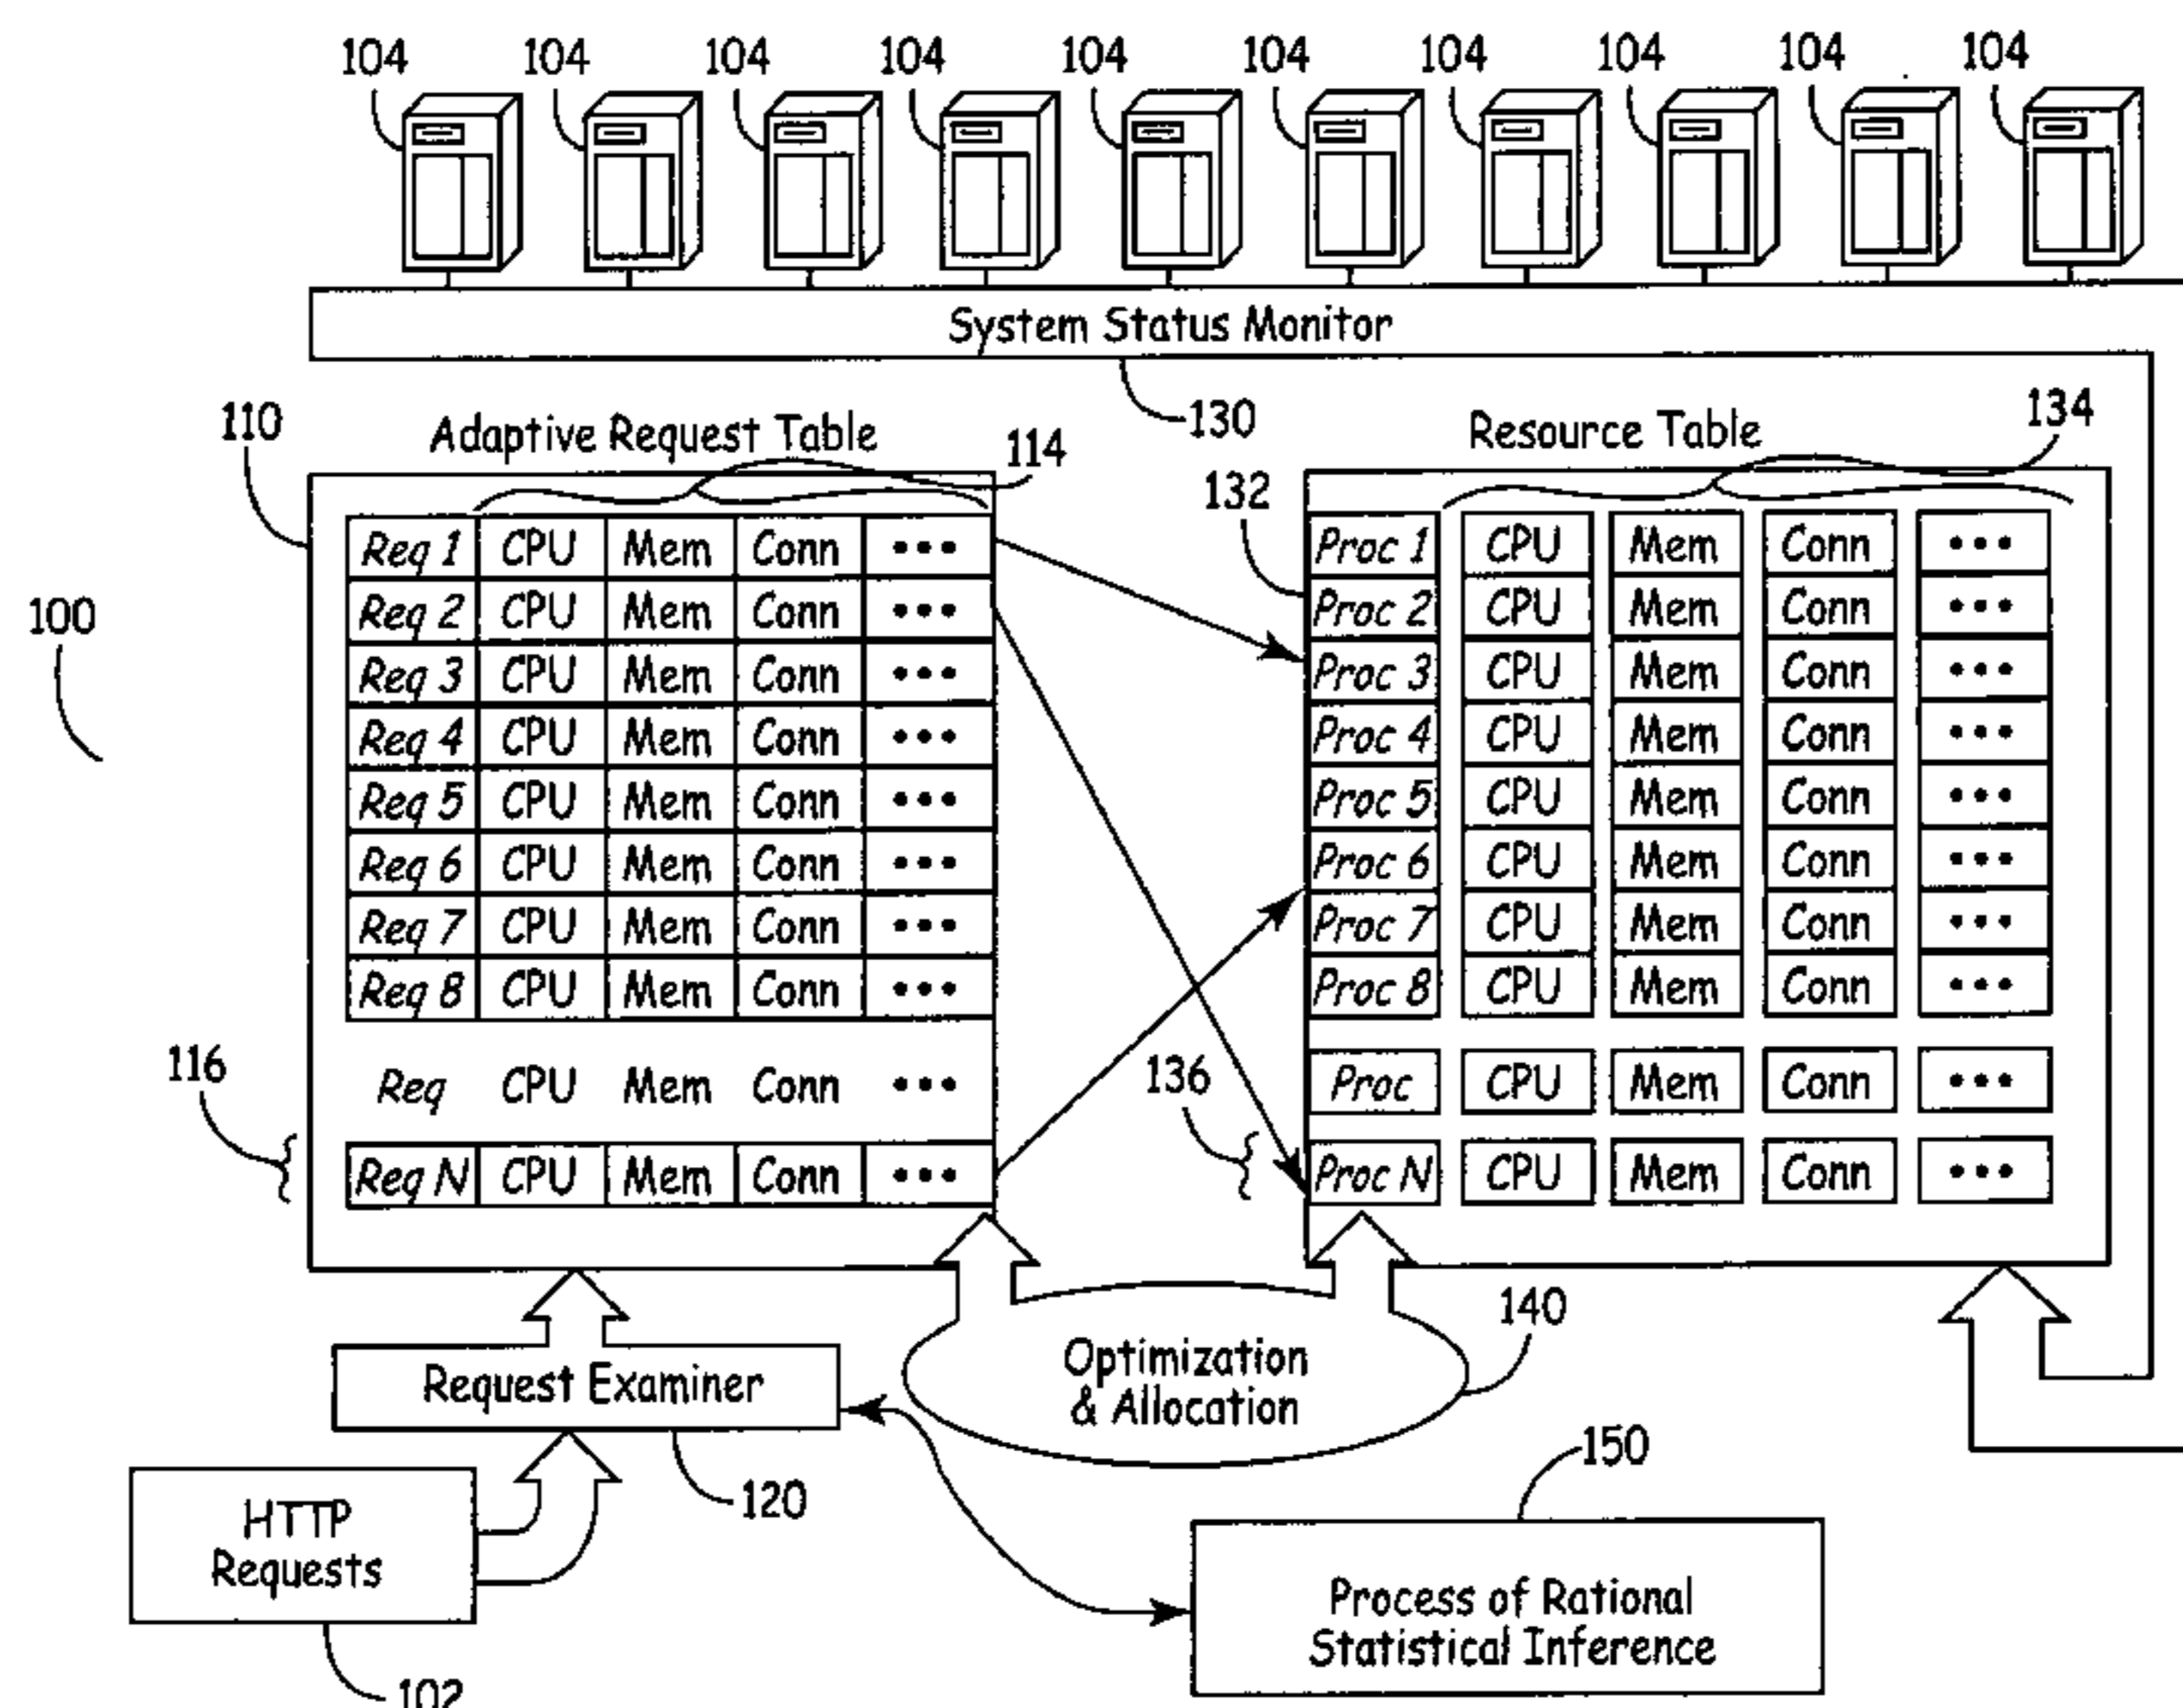 104 104 104 104 104 104 104 104 104 104
System Status Monitor
130
110
Adaptive Request Table
114
Resource Table
134
132
100
Req 1 CPU Mem Conn •••
Req 2 CPU Mem Conn •••
Req 3 CPU Mem Conn •••
Req 4 CPU Mem Conn •••
Req 5 CPU Mem Conn •••
Req 6 CPU Mem Conn •••
Req 7 CPU Mem Conn •••
Req 8 CPU Mem Conn •••
Req CPU Mem Conn •••
Req N CPU Mem Conn •••
116
Proc 1 CPU Mem Conn •••
Proc 2 CPU Mem Conn •••
Proc 3 CPU Mem Conn •••
Proc 4 CPU Mem Conn •••
Proc 5 CPU Mem Conn •••
Proc 6 CPU Mem Conn •••
Proc 7 CPU Mem Conn •••
Proc 8 CPU Mem Conn •••
Proc CPU Mem Conn •••
Proc N CPU Mem Conn •••
136
Request Examiner
120
Optimization
& Allocation
140
HTTP
Requests
102
150
Process of Rational
Statistical Inference